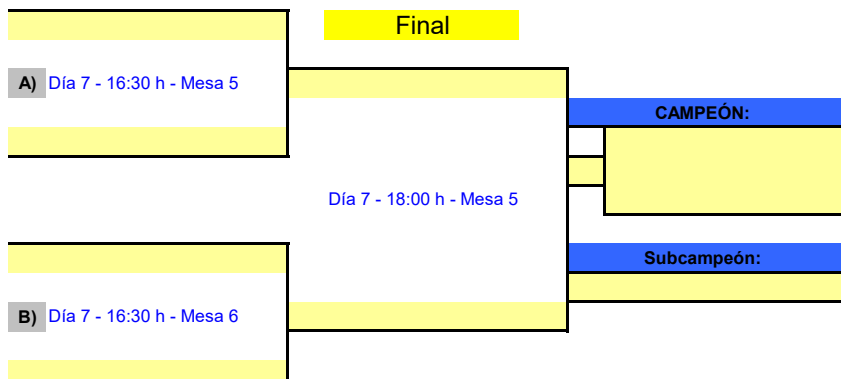 Final
A) Día 7 - 16:30 h - Mesa 5
CAMPEÓN:
Día 7 - 18:00 h - Mesa 5
Subcampeón:
B) Día 7 - 16:30 h - Mesa 6